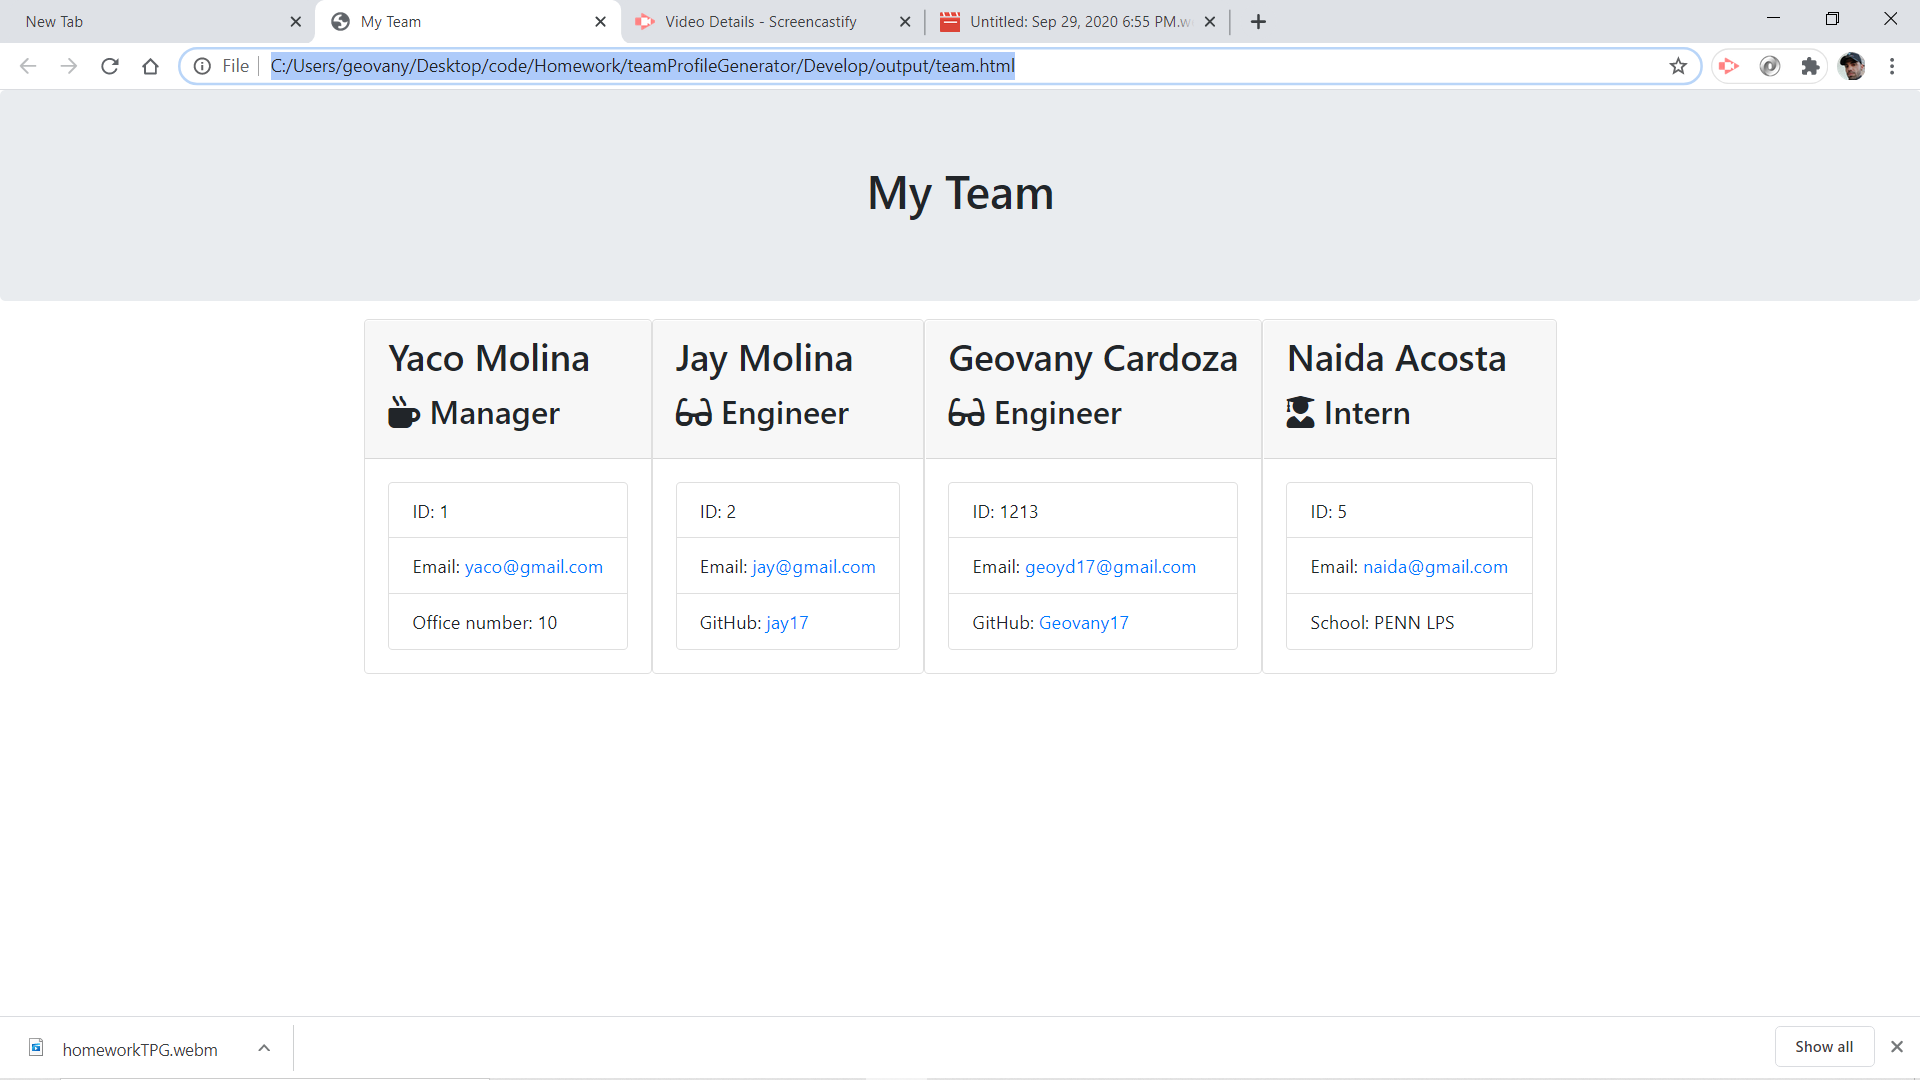 New Tab
My Team
Video Details - Screencastify
Untitled: Sep 29, 2020 6:55 PM.w
File
C:/Users/geovany/Desktop/code/Homework/teamProfileGenerator/Develop/output/team.html
My Team
Yaco Molina
Manager
ID: 1
Email: yaco@gmail.com
Office number: 10
Jay Molina
Engineer
ID: 2
Email: jay@gmail.com
GitHub: jay17
Geovany Cardoza
Engineer
ID: 1213
Email: geoyd17@gmail.com
GitHub: Geovany17
Naida Acosta
Intern
ID: 5
Email: naida@gmail.com
School: PENN LPS
homeworkTPG.webm
Show all